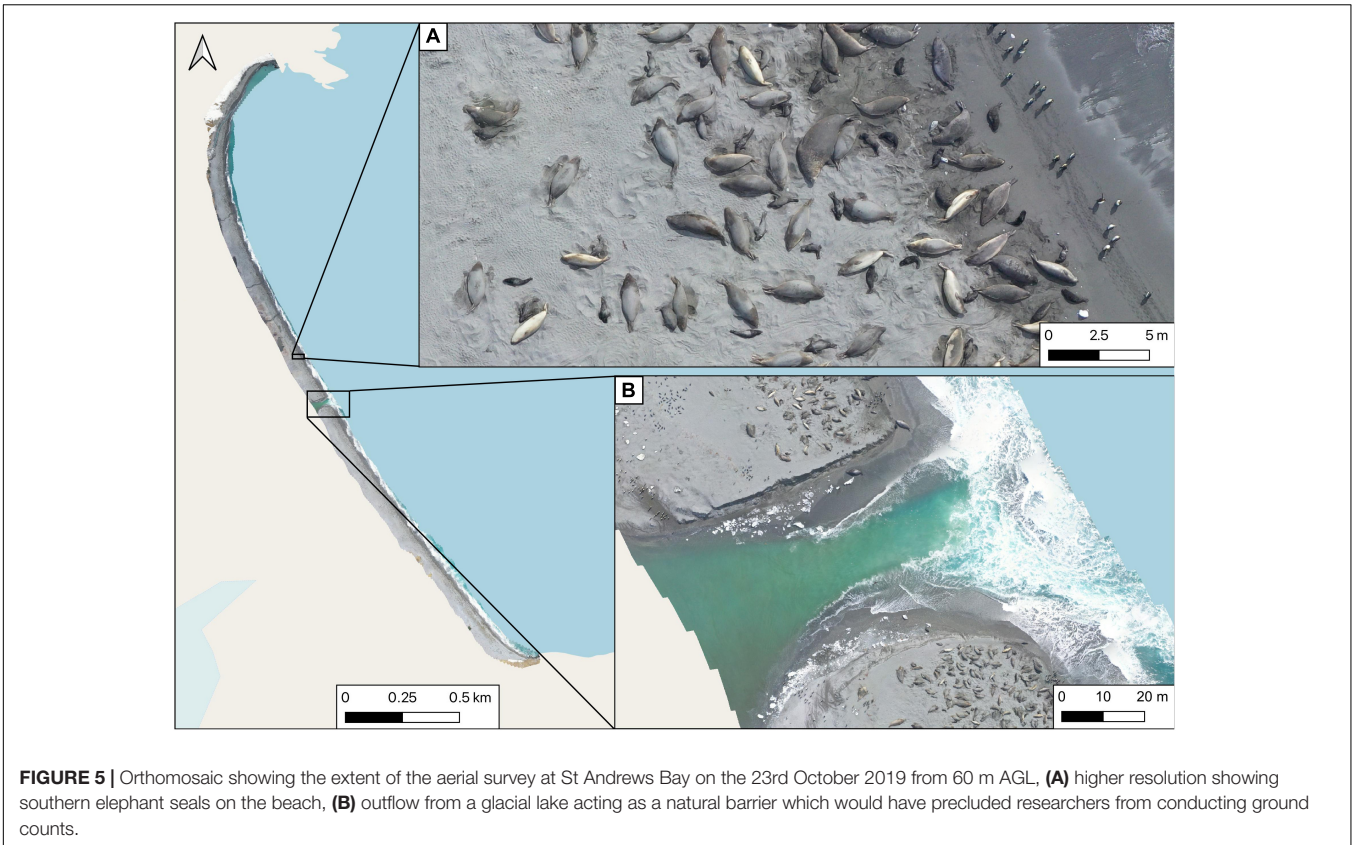 A
0 2.5 5 m
B
0 0.25 0.5 km
0 10 20 m
FIGURE 5 | Orthomosaic showing the extent of the aerial survey at St Andrews Bay on the 23rd October 2019 from 60 m AGL, (A) higher resolution showing
southern elephant seals on the beach, (B) outflow from a glacial lake acting as a natural barrier which would have precluded researchers from conducting ground
counts.